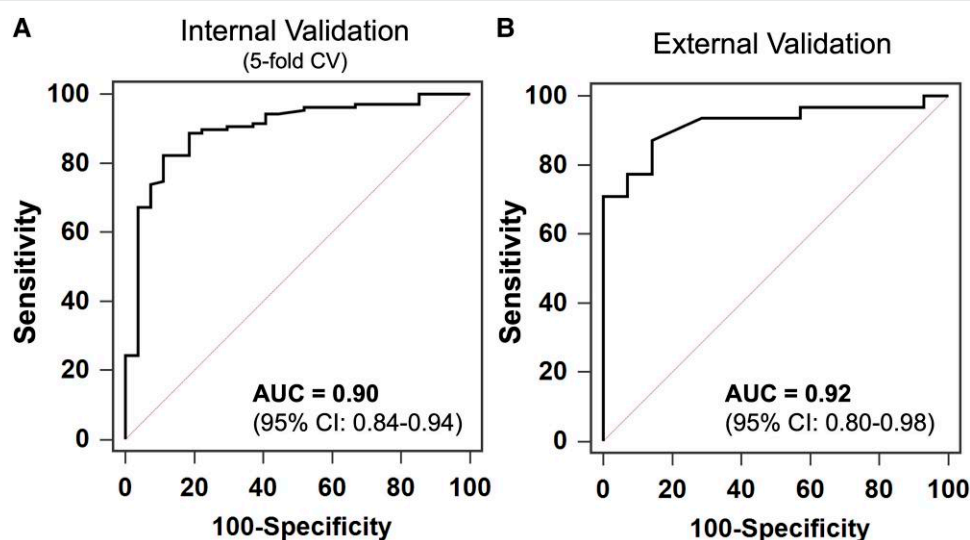 A
Internal Validation
(5-fold CV)
Sensitivity
100
80
60
40
20
0
AUC = 0.90
(95% CI: 0.84-0.94)
0 20 40 60 80 100
100-Specificity
B
External Validation
Sensitivity
100
80
60
40
20
0
AUC = 0.92
(95% CI: 0.80-0.98)
0 20 40 60 80 100
100-Specificity